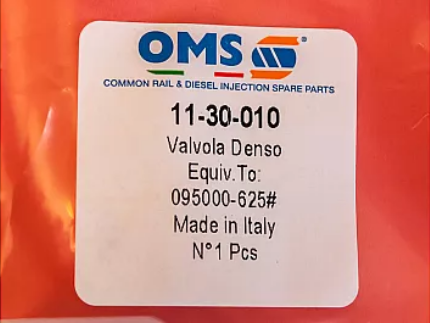 OMS
COMMON RAIL & DIESEL INJECTION SPARE PARTS
11-30-010
Valvola Denso
Equiv.To:
095000-625#
Made in Italy
N°1 Pcs